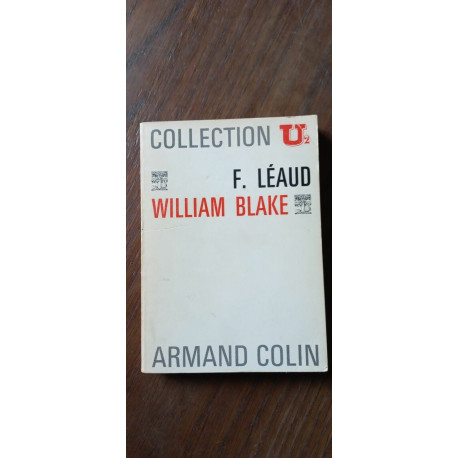 COLLECTION U2
F. LÉAUD
WILLIAM BLAKE
ARMAND COLIN